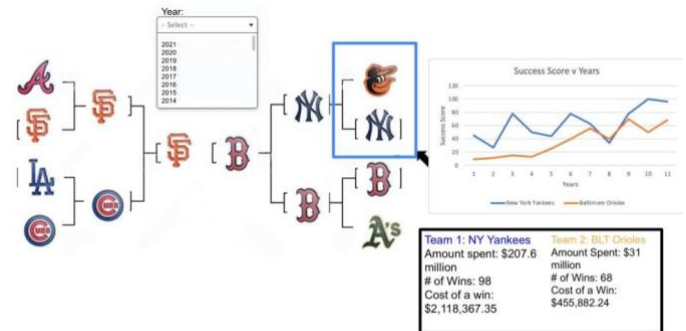 Year:
- Select -
2021
2020
2019
2018
2017
2016
2015
2014
Success Score v Years
Success Score
120
100
80
60
40
20
0
1 2 3 4 5 6 7 8 9 10 11
Years
New York Yankees
Baltimore Orioles
LA
CUBS
CUBS
A's
Team 1: NY Yankees
Amount spent: $207.6
million
# of Wins: 98
Cost of a win:
$2,118,367.35
Team 2: BLT Orioles
Amount Spent: $31
million
# of Wins: 68
Cost of a Win:
$455,882.24